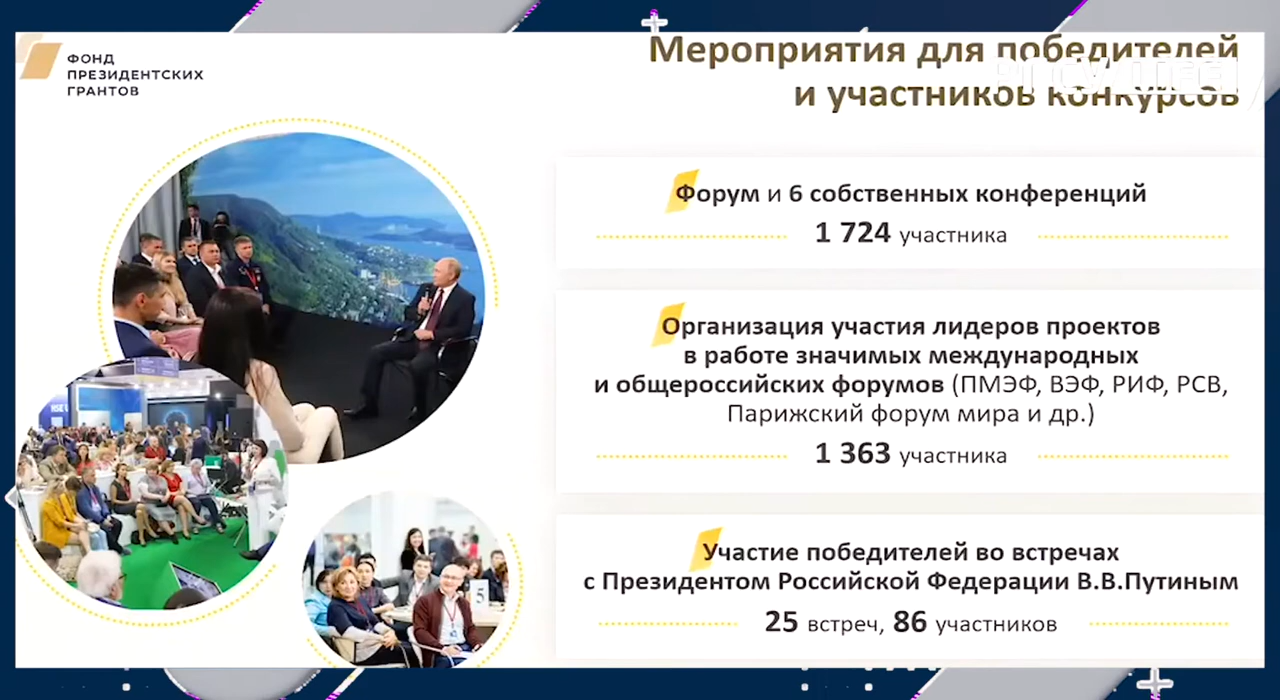 ФОНД
ПРЕЗИДЕНТСКИХ
ГРАНТОВ
Мероприятия для победителей
и участников конкурсов
Форум и 6 собственных конференций
1 724 участника
Организация участия лидеров проектов
в работе значимых международных
и общероссийских форумов (ПМЭФ, ВЭФ, РИФ, РСВ,
Парижский форум мира и др.)
1 363 участника
Участие победителей во встречах
с Президентом Российской Федерации В.В.Путиным
25 встреч, 86 участников
5